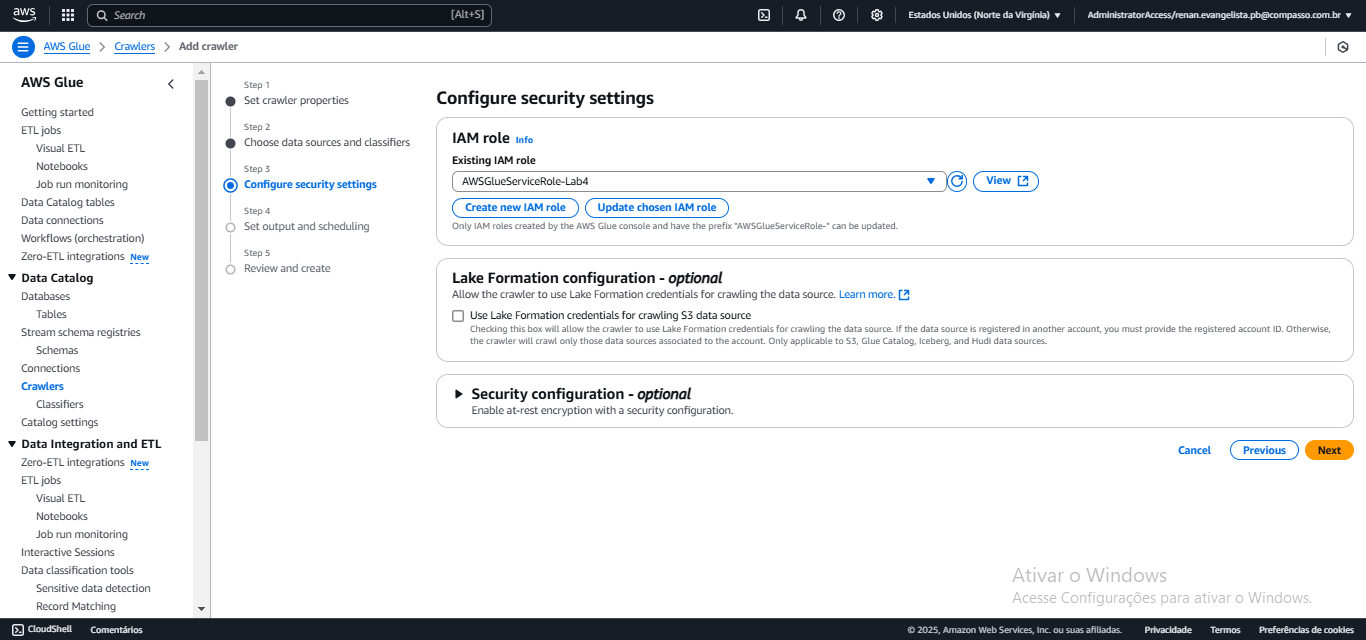 aws
Search
[Alt+S]
Estados Unidos (Norte da Virgínia)
AdministratorAccess/renan.evangelista.pb@compasso.com.br
AWS Glue
Crawlers
Add crawler
AWS Glue
Getting started
ETL jobs
Visual ETL
Notebooks
Job run monitoring
Data Catalog tables
Data connections
Workflows (orchestration)
Zero-ETL integrations New
Data Catalog
Databases
Tables
Stream schema registries
Schemas
Connections
Crawlers
Classifiers
Catalog settings
Data Integration and ETL
Zero-ETL integrations New
ETL jobs
Visual ETL
Notebooks
Job run monitoring
Interactive Sessions
Data classification tools
Sensitive data detection
Record Matching
Step 1
Set crawler properties
Step 2
Choose data sources and classifiers
Step 3
Configure security settings
Step 4
Set output and scheduling
Step 5
Review and create
Configure security settings
IAM role Info
Existing IAM role
AWSGlueServiceRole-Lab4
View
Create new IAM role
Update chosen IAM role
Only IAM roles created by the AWS Glue console and have the prefix "AWSGlueServiceRole-" can be updated.
Lake Formation configuration - optional
Allow the crawler to use Lake Formation credentials for crawling the data source. Learn more.
Use Lake Formation credentials for crawling S3 data source
Checking this box will allow the crawler to use Lake Formation credentials for crawling the data source. If the data source is registered in another account, you must provide the registered account ID. Otherwise,
the crawler will crawl only those data sources associated to the account. Only applicable to S3, Glue Catalog, Iceberg, and Hudi data sources.
Security configuration - optional
Enable at-rest encryption with a security configuration.
Cancel
Previous
Next
Ativar o Windows
Acesse Configurações para ativar o Windows.
CloudShell
Comentários
© 2025, Amazon Web Services, Inc. ou suas afiliadas.
Privacidade
Termos
Preferências de cookies